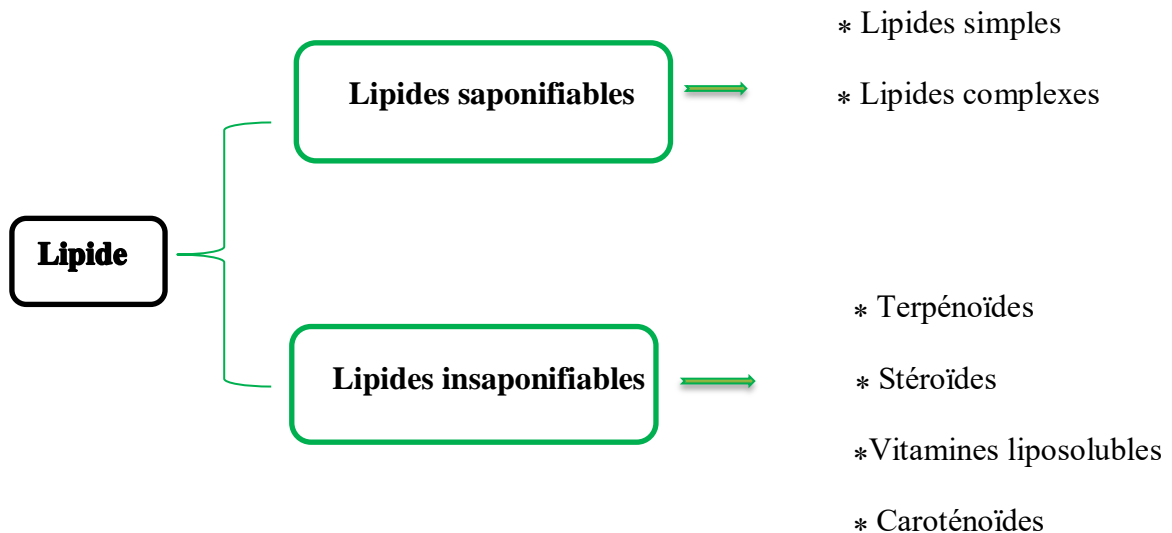 Lipide
Lipides saponifiables
* Lipides simples
* Lipides complexes
Lipides insaponifiables
* Terpénoïdes
* Stéroïdes
*Vitamines liposolubles
* Caroténoïdes